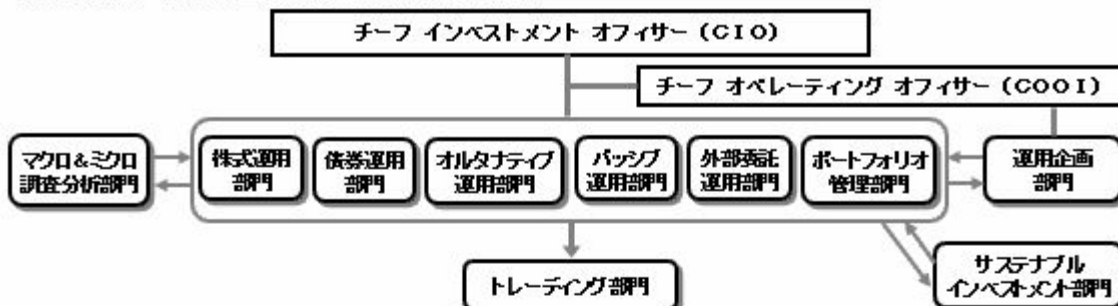 チーフ インベストメント オフィサー (CIO)
チーフ オペレーティング オフィサー (COOI)
マクロ&ミクロ
調査分析部門
株式運用
部門
債券運用
部門
オルタナティブ
運用部門
パッシブ
運用部門
外部委託
運用部門
ポートフォリオ
管理部門
運用企画
部門
トレーディング部門
サステナブル
インベストメント部門